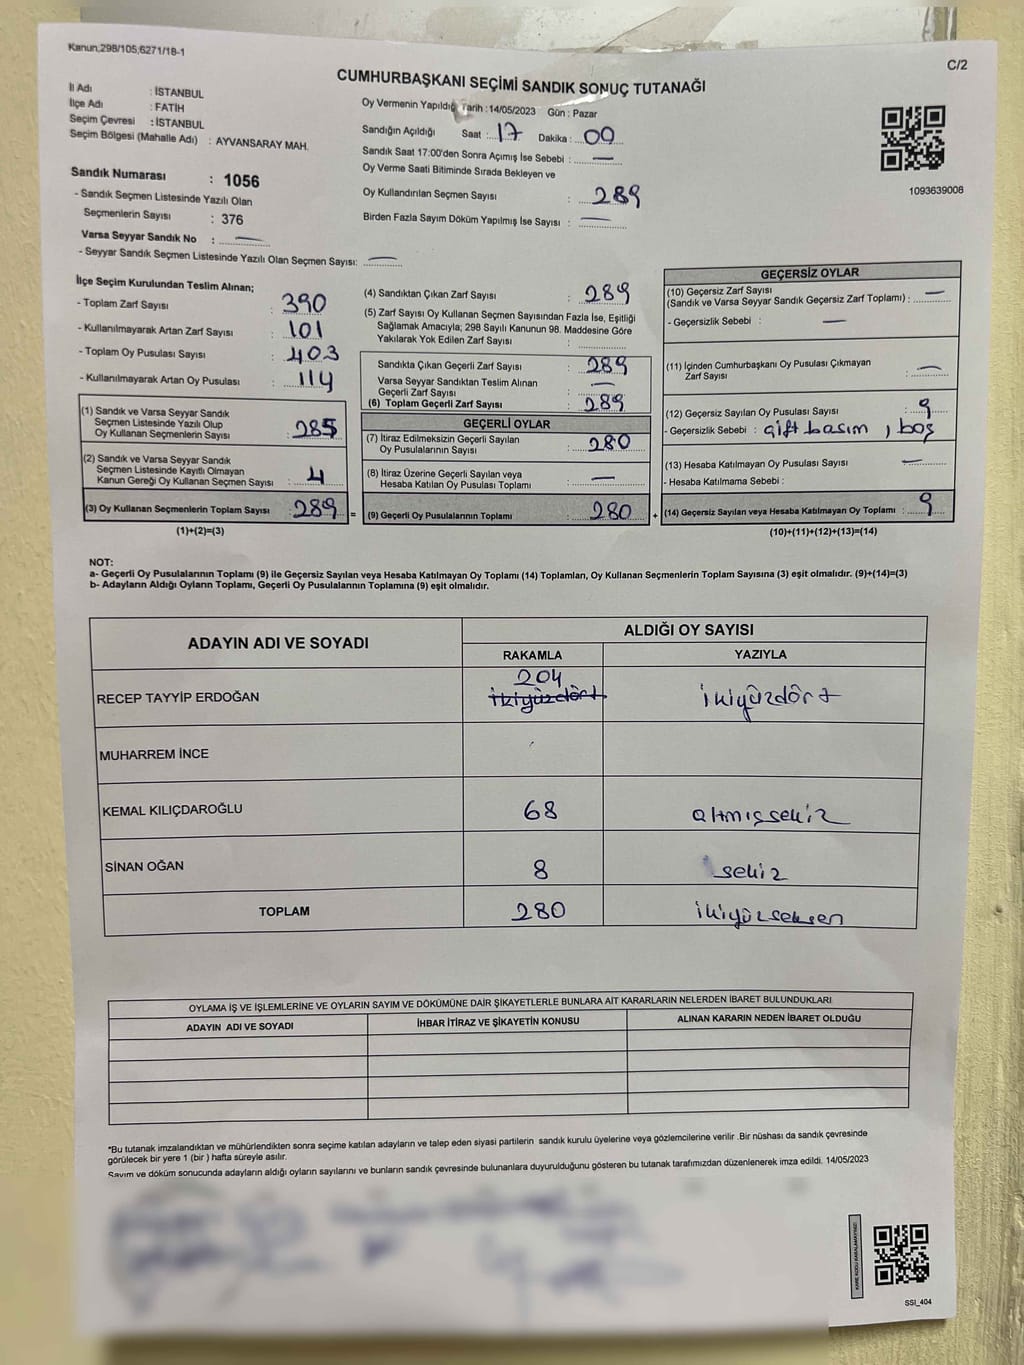 Kanun;298/105;6271/18-1
C/2
CUMHURBAŞKANI SEÇİMİ SANDIK SONUÇ TUTANAĞI
İl Adı : İSTANBUL
İlçe Adı : FATİH
Seçim Çevresi : İSTANBUL
Seçim Bölgesi (Mahalle Adı) : AYVANSARAY MAH.
Sandık Numarası : 1056
- Sandık Seçmen Listesinde Yazılı Olan
Seçmenlerin Sayısı : 376
Varsa Seyyar Sandık No : —
- Seyyar Sandık Seçmen Listesinde Yazılı Olan Seçmen Sayısı: —
Oy Vermenin Yapıldığı Tarih : 14/05/2023 Gün : Pazar
Sandığın Açıldığı Saat : 17 Dakika : 00
Sandık Saat 17:00'den Sonra Açımış İse Sebebi : —
Oy Verme Saati Bitiminde Sırada Bekleyen ve
Oy Kullandırılan Seçmen Sayısı : 289
Birden Fazla Sayım Döküm Yapılmış İse Sayısı : —
1093639008
İlçe Seçim Kurulundan Teslim Alınan;
- Toplam Zarf Sayısı : 390
- Kullanılmayarak Artan Zarf Sayısı : 101
- Toplam Oy Pusulası Sayısı : 403
- Kullanılmayarak Artan Oy Pusulası : 114
(1) Sandık ve Varsa Seyyar Sandık
Seçmen Listesinde Yazılı Olup
Oy Kullanan Seçmenlerin Sayısı : 285
(2) Sandık ve Varsa Seyyar Sandık
Seçmen Listesinde Kayıtlı Olmayan
Kanun Gereği Oy Kullanan Seçmen Sayısı : 4
(3) Oy Kullanan Seçmenlerin Toplam Sayısı : 289 =
(1)+(2)=(3)
(4) Sandıktan Çıkan Zarf Sayısı : 289
(5) Zarf Sayısı Oy Kullanan Seçmen Sayısından Fazla İse, Eşitliği
Sağlamak Amacıyla; 298 Sayılı Kanunun 98. Maddesine Göre
Yakılarak Yok Edilen Zarf Sayısı :
Sandıkta Çıkan Geçerli Zarf Sayısı : 289
Varsa Seyyar Sandıktan Teslim Alınan
Geçerli Zarf Sayısı : —
(6) Toplam Geçerli Zarf Sayısı : 289
GEÇERLİ OYLAR
(7) İtiraz Edilmeksizin Geçerli Sayılan
Oy Pusulalarının Sayısı : 280
(8) İtiraz Üzerine Geçerli Sayılan veya
Hesaba Katılan Oy Pusulası Toplamı : —
(9) Geçerli Oy Pusulalarının Toplamı : 280 +
GEÇERSİZ OYLAR
(10) Geçersiz Zarf Sayısı
(Sandık ve Varsa Seyyar Sandık Geçersiz Zarf Toplamı) : —
- Geçersizlik Sebebi : —
(11) İçinden Cumhurbaşkanı Oy Pusulası Çıkmayan
Zarf Sayısı : —
(12) Geçersiz Sayılan Oy Pusulası Sayısı : 9
- Geçersizlik Sebebi : çift basım , boş
(13) Hesaba Katılmayan Oy Pusulası Sayısı : —
- Hesaba Katılmama Sebebi :
(14) Geçersiz Sayılan veya Hesaba Katılmayan Oy Toplamı : 9
(10)+(11)+(12)+(13)=(14)
NOT:
a- Geçerli Oy Pusulalarının Toplamı (9) ile Geçersiz Sayılan veya Hesaba Katılmayan Oy Toplamı (14) Toplamları, Oy Kullanan Seçmenlerin Toplam Sayısına (3) eşit olmalıdır. (9)+(14)=(3)
b- Adayların Aldığı Oyların Toplamı, Geçerli Oy Pusulalarının Toplamına (9) eşit olmalıdır.
ADAYIN ADI VE SOYADI
ALDIĞI OY SAYISI
RAKAMLA YAZIYLA
204
RECEP TAYYİP ERDOĞAN ikiyüzdört ikiyüzdört
MUHARREM İNCE
KEMAL KILIÇDAROĞLU 68 altmışsekiz
SİNAN OĞAN 8 sekiz
TOPLAM 280 ikiyüzseksen
OYLAMA İŞ VE İŞLEMLERİNE VE OYLARIN SAYIM VE DÖKÜMÜNE DAİR ŞİKAYETLERLE BUNLARA AİT KARARLARIN NELERDEN İBARET BULUNDUKLARI
ADAYIN ADI VE SOYADI İHBAR İTİRAZ VE ŞİKAYETİN KONUSU ALINAN KARARIN NEDEN İBARET OLDUĞU
*Bu tutanak imzalandıktan ve mühürlendikten sonra seçime katılan adayların ve talep eden siyasi partilerin sandık kurulu üyelerine veya gözlemcilerine verilir .Bir nüshası da sandık çevresinde
görülecek bir yere 1 (bir ) hafta süreyle asılır.
Sayım ve döküm sonucunda adayların aldığı oyların sayılarını ve bunların sandık çevresinde bulunanlara duyurulduğunu gösteren bu tutanak tarafımızdan düzenlenerek imza edildi. 14/05/2023
SSI_404